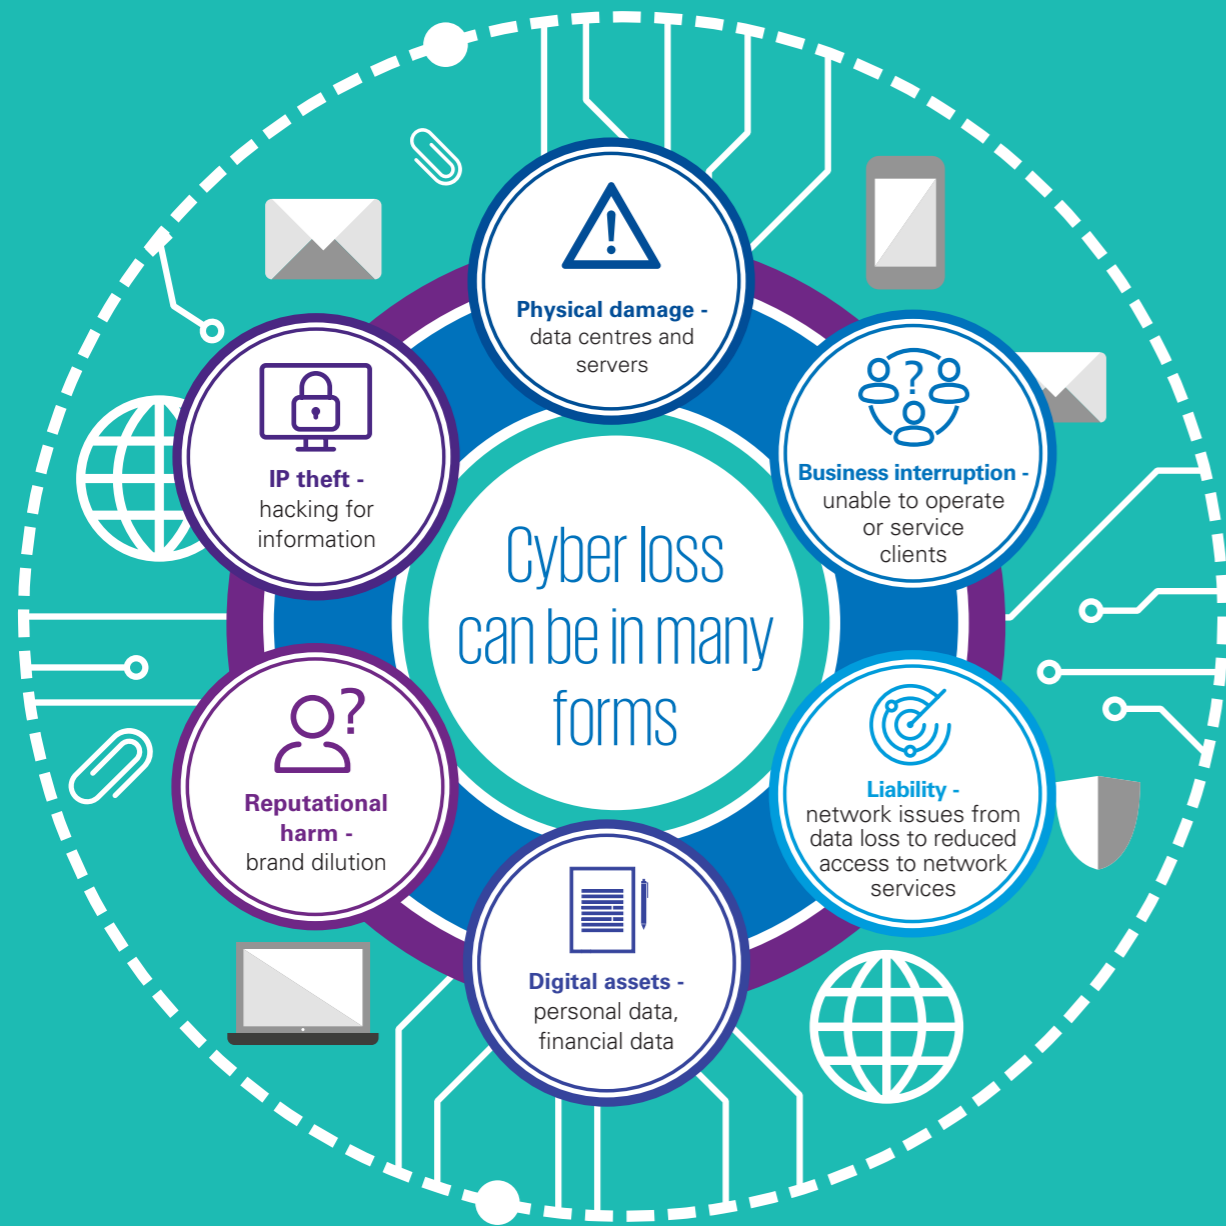 Physical damage -
data centres and
servers
IP theft -
hacking for
information
Business interruption -
unable to operate
or service
clients
Cyber loss
can be in many
forms
Reputational
harm -
brand dilution
Liability -
network issues from
data loss to reduced
access to network
services
Digital assets -
personal data,
financial data